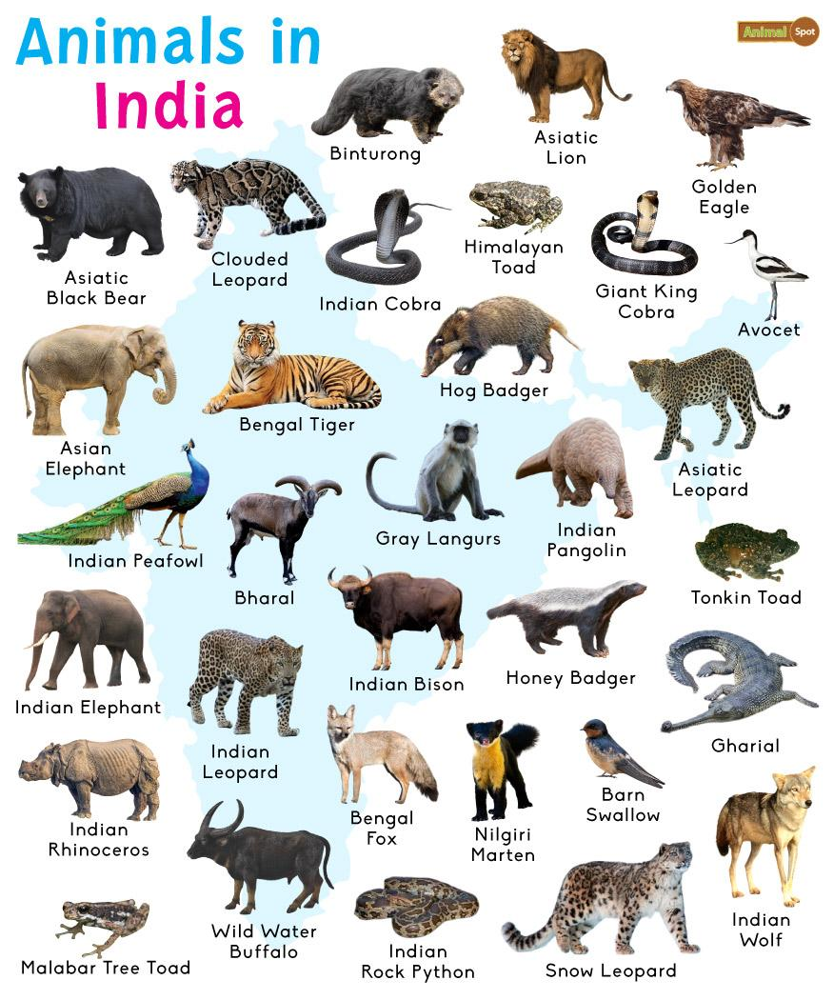 Animals in
India
Animal Spot
Binturong
Asiatic
Lion
Golden
Eagle
Asiatic
Black Bear
Clouded
Leopard
Indian Cobra
Himalayan
Toad
Giant King
Cobra
Avocet
Asian
Elephant
Bengal Tiger
Hog Badger
Asiatic
Leopard
Indian Peafowl
Bharal
Gray Langurs
Indian
Pangolin
Tonkin Toad
Indian Elephant
Indian
Leopard
Indian Bison
Honey Badger
Gharial
Indian
Rhinoceros
Bengal
Fox
Nilgiri
Marten
Barn
Swallow
Indian
Wolf
Malabar Tree Toad
Wild Water
Buffalo
Indian
Rock Python
Snow Leopard